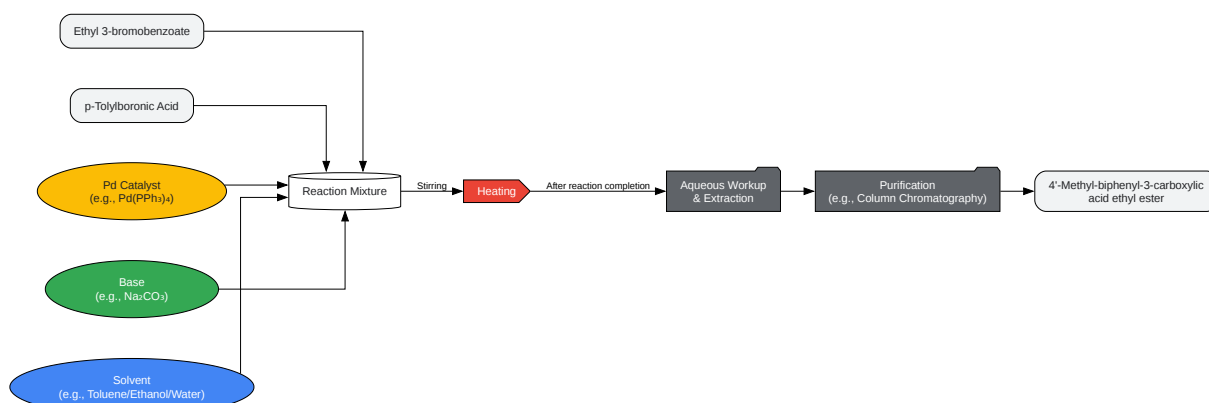 Ethyl 3-bromobenzoate
p-Tolylboronic Acid
Pd Catalyst
(e.g., Pd(PPh₃)₄)
Base
(e.g., Na₂CO₃)
Solvent
(e.g., Toluene/Ethanol/Water)
Reaction Mixture
Stirring
Heating
After reaction completion
Aqueous Workup
& Extraction
Purification
(e.g., Column Chromatography)
4'-Methyl-biphenyl-3-carboxylic
acid ethyl ester